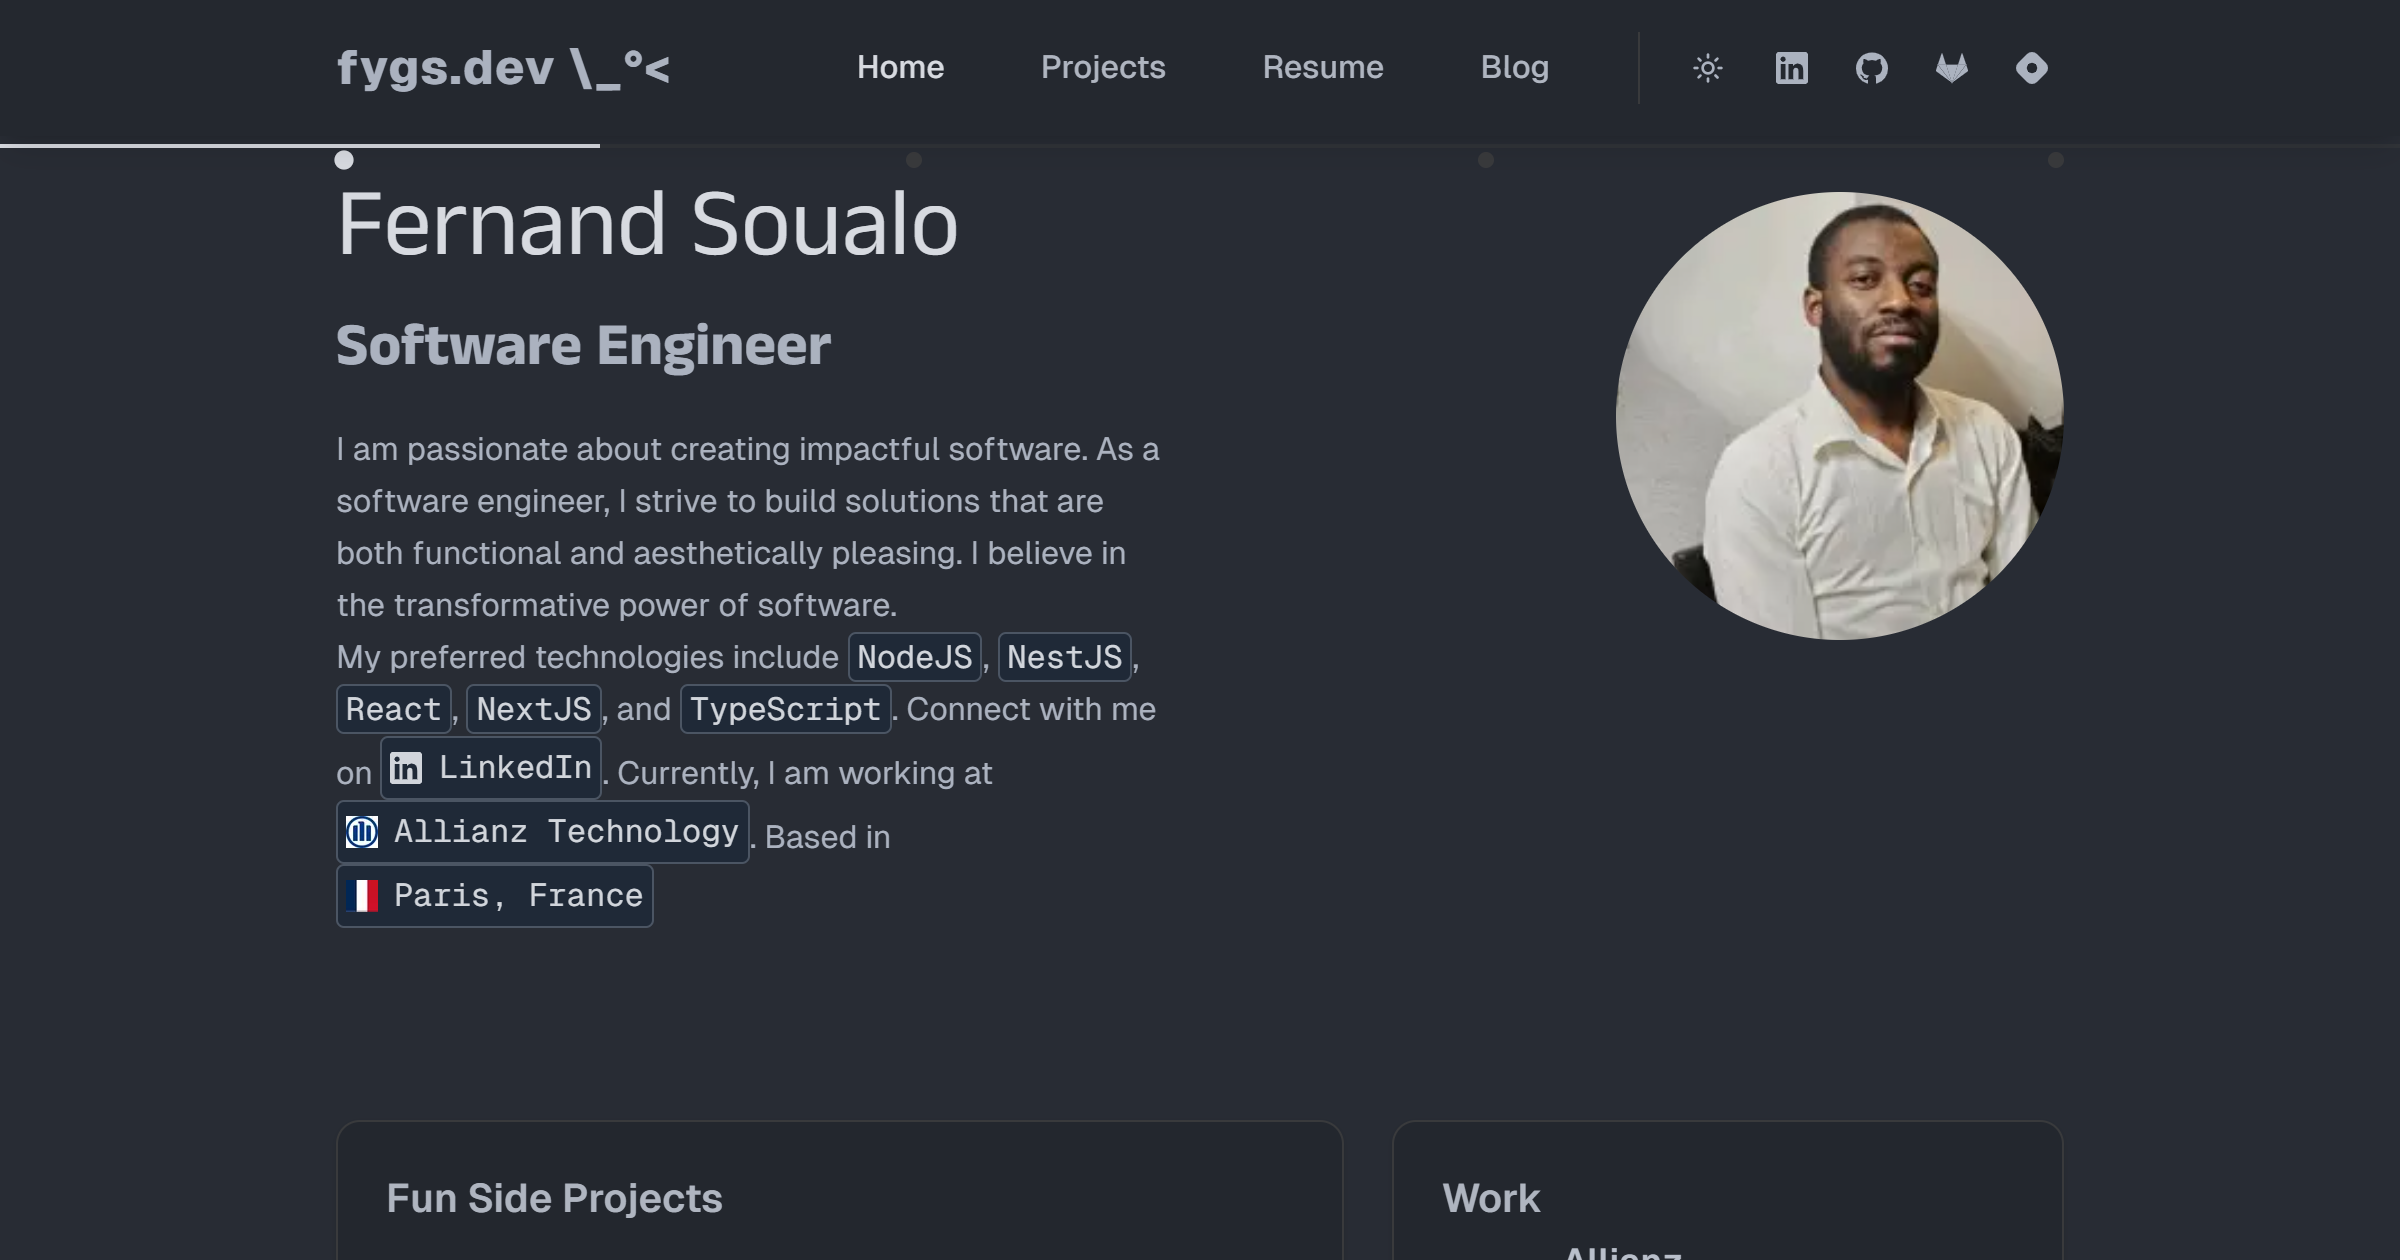 fygs.dev \_°<
Home
Projects
Resume
Blog
Fernand Soualo
Software Engineer
I am passionate about creating impactful software. As a
software engineer, I strive to build solutions that are
both functional and aesthetically pleasing. I believe in
the transformative power of software.
My preferred technologies include NodeJS, NestJS,
React, NextJS, and TypeScript. Connect with me
on LinkedIn. Currently, I am working at
Allianz Technology. Based in
Paris, France
Fun Side Projects
Work
Allianz